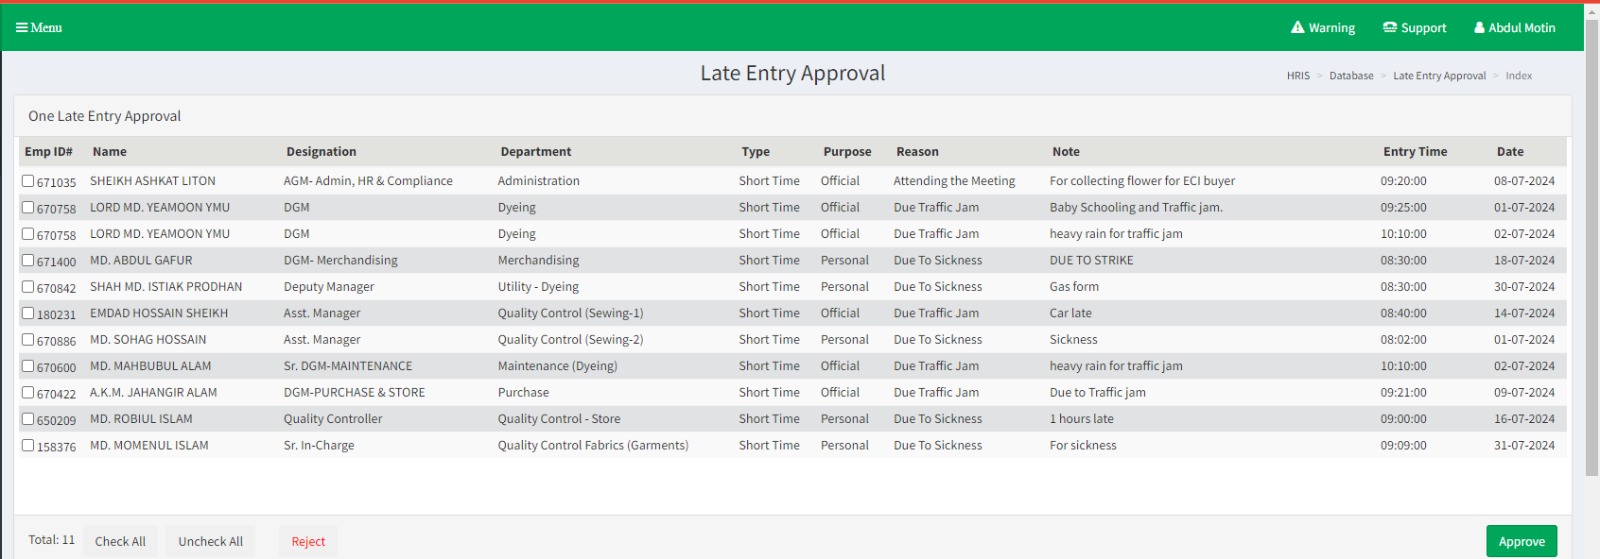 Menu Warning Support Abdul Motin
Late Entry Approval HRIS > Database > Late Entry Approval > Index
One Late Entry Approval
Emp ID# Name Designation Department Type Purpose Reason Note Entry Time Date
671035 SHEIKH ASHKAT LITON AGM- Admin, HR & Compliance Administration Short Time Official Attending the Meeting For collecting flower for ECI buyer 09:20:00 08-07-2024
670758 LORD MD. YEAMOON YMU DGM Dyeing Short Time Official Due Traffic Jam Baby Schooling and Traffic jam. 09:25:00 01-07-2024
670758 LORD MD. YEAMOON YMU DGM Dyeing Short Time Official Due Traffic Jam heavy rain for traffic jam 10:10:00 02-07-2024
671400 MD. ABDUL GAFUR DGM- Merchandising Merchandising Short Time Personal Due To Sickness DUE TO STRIKE 08:30:00 18-07-2024
670842 SHAH MD. ISTIAK PRODHAN Deputy Manager Utility - Dyeing Short Time Personal Due To Sickness Gas form 08:30:00 30-07-2024
180231 EMDAD HOSSAIN SHEIKH Asst. Manager Quality Control (Sewing-1) Short Time Official Due Traffic Jam Car late 08:40:00 14-07-2024
670886 MD. SOHAG HOSSAIN Asst. Manager Quality Control (Sewing-2) Short Time Personal Due To Sickness Sickness 08:02:00 01-07-2024
670600 MD. MAHBUBUL ALAM Sr. DGM-MAINTENANCE Maintenance (Dyeing) Short Time Official Due Traffic Jam heavy rain for traffic jam 10:10:00 02-07-2024
670422 A.K.M. JAHANGIR ALAM DGM-PURCHASE & STORE Purchase Short Time Official Due Traffic Jam Due to Traffic jam 09:21:00 09-07-2024
650209 MD. ROBIUL ISLAM Quality Controller Quality Control - Store Short Time Personal Due To Sickness 1 hours late 09:00:00 16-07-2024
158376 MD. MOMENUL ISLAM Sr. In-Charge Quality Control Fabrics (Garments) Short Time Personal Due To Sickness For sickness 09:09:00 31-07-2024
Total: 11 Check All Uncheck All Reject Approve